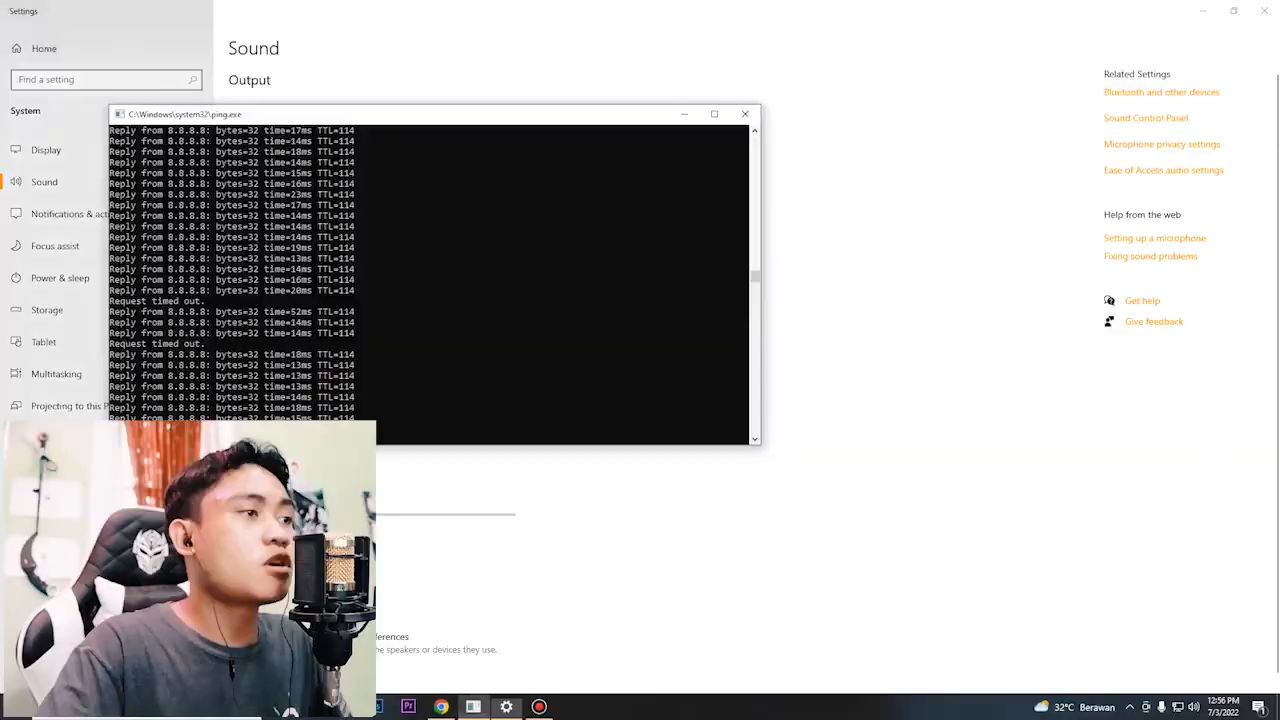 Settings
Home
Find a setting
System
Display
Sound
Notifications & act
Focus assist
Power & sleep
Storage
Tablet
Multitasking
Projecting to this P
Sound
Output
C:\Windows\system32\ping.exe
Reply from 8.8.8.8: bytes=32 time=17ms TTL=114
Reply from 8.8.8.8: bytes=32 time=14ms TTL=114
Reply from 8.8.8.8: bytes=32 time=18ms TTL=114
Reply from 8.8.8.8: bytes=32 time=14ms TTL=114
Reply from 8.8.8.8: bytes=32 time=15ms TTL=114
Reply from 8.8.8.8: bytes=32 time=16ms TTL=114
Reply from 8.8.8.8: bytes=32 time=23ms TTL=114
Reply from 8.8.8.8: bytes=32 time=17ms TTL=114
Reply from 8.8.8.8: bytes=32 time=14ms TTL=114
Reply from 8.8.8.8: bytes=32 time=14ms TTL=114
Reply from 8.8.8.8: bytes=32 time=19ms TTL=114
Reply from 8.8.8.8: bytes=32 time=13ms TTL=114
Reply from 8.8.8.8: bytes=32 time=14ms TTL=114
Reply from 8.8.8.8: bytes=32 time=16ms TTL=114
Reply from 8.8.8.8: bytes=32 time=20ms TTL=114
Request timed out.
Reply from 8.8.8.8: bytes=32 time=52ms TTL=114
Reply from 8.8.8.8: bytes=32 time=14ms TTL=114
Reply from 8.8.8.8: bytes=32 time=14ms TTL=114
Request timed out.
Reply from 8.8.8.8: bytes=32 time=18ms TTL=114
Reply from 8.8.8.8: bytes=32 time=13ms TTL=114
Reply from 8.8.8.8: bytes=32 time=13ms TTL=114
Reply from 8.8.8.8: bytes=32 time=13ms TTL=114
Reply from 8.8.8.8: bytes=32 time=14ms TTL=114
Reply from 8.8.8.8: bytes=32 time=18ms TTL=114
Reply from 8.8.8.8: bytes=32 time=15ms TTL=114
ferences
he speakers or devices they use.
Related Settings
Bluetooth and other devices
Sound Control Panel
Microphone privacy settings
Ease of Access audio settings
Help from the web
Setting up a microphone
Fixing sound problems
Get help
Give feedback
Pr
32°C Berawan
12:56 PM
7/3/2022
1